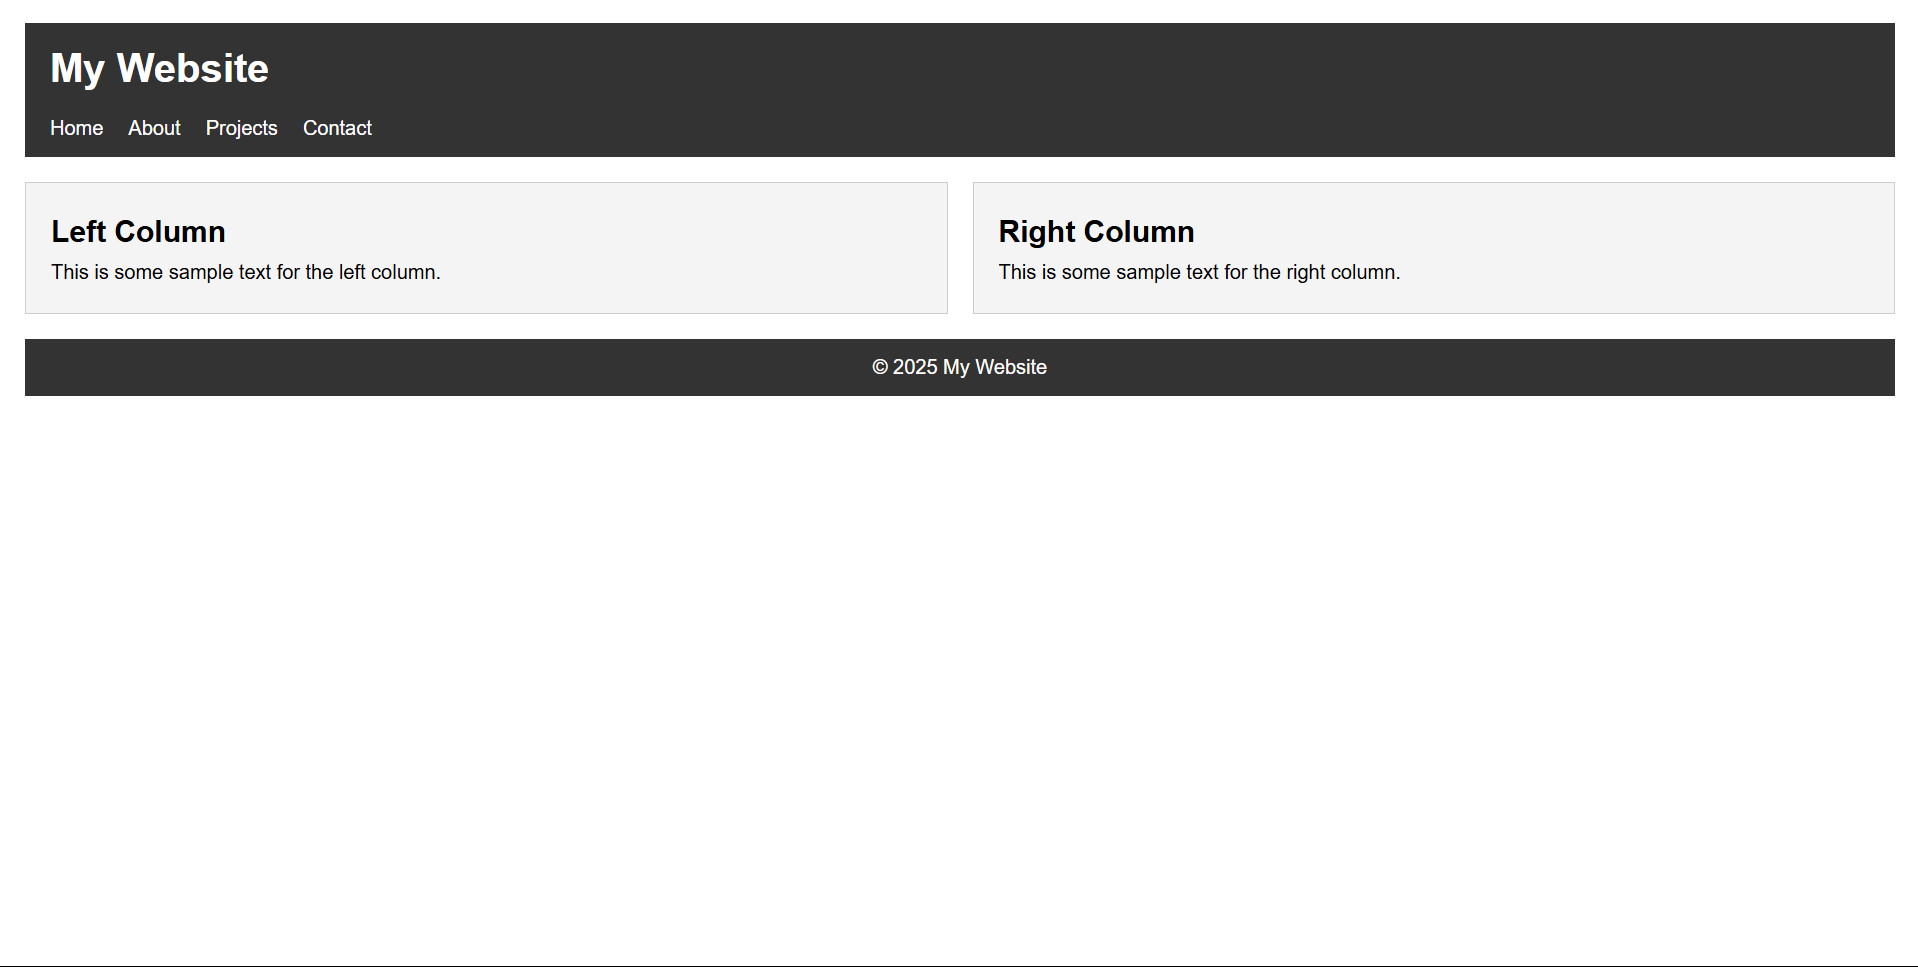 My Website
Home About Projects Contact
Left Column
This is some sample text for the left column.
Right Column
This is some sample text for the right column.
© 2025 My Website